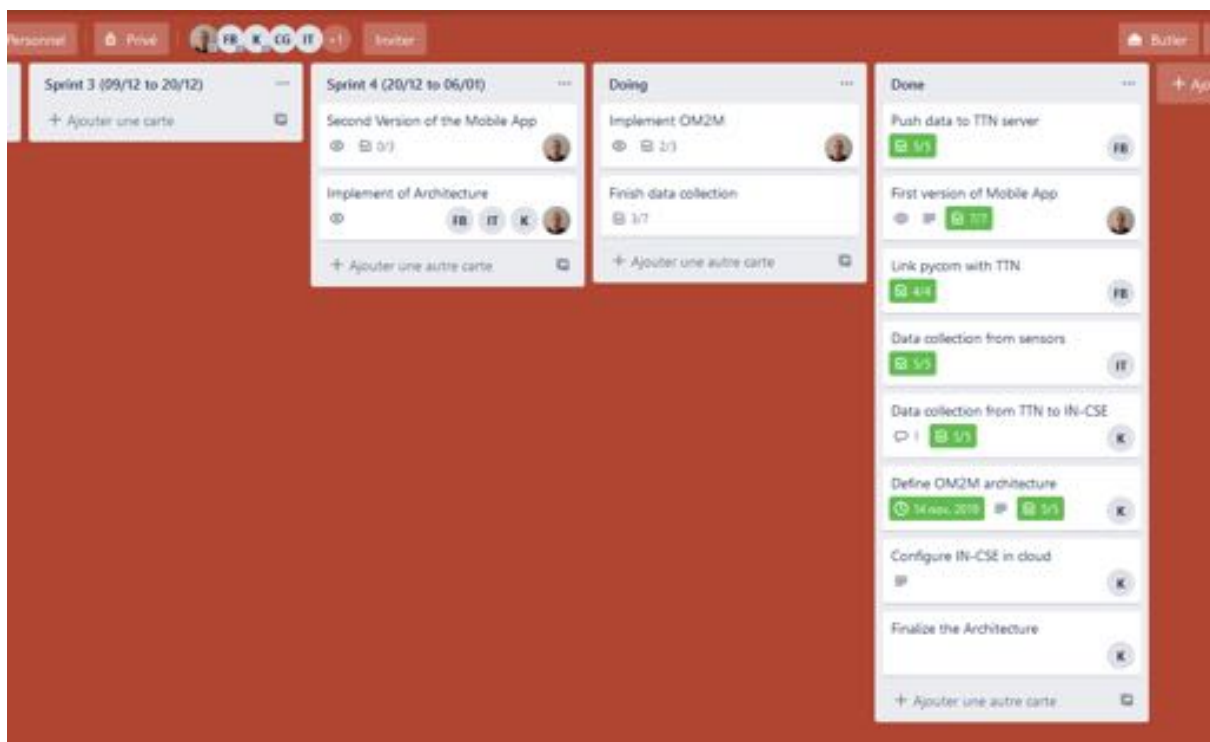 Personnel
Privé
FB K CG IT +1
Inviter
Butler
Sprint 3 (09/12 to 20/12)
+ Ajouter une carte
Sprint 4 (20/12 to 06/01)
Second Version of the Mobile App
0/3
Implement of Architecture
FB IT K
+ Ajouter une autre carte
Doing
Implement OM2M
2/3
Finish data collection
3/7
+ Ajouter une autre carte
Done
Push data to TTN server
5/5
FB
First version of Mobile App
7/7
Link pycom with TTN
4/4
FB
Data collection from sensors
5/5
IT
Data collection from TTN to IN-CSE
1 5/5
K
Define OM2M architecture
14 nov. 2019 5/5
K
Configure IN-CSE in cloud
K
Finalize the Architecture
K
+ Ajouter une autre carte
+ Ajo